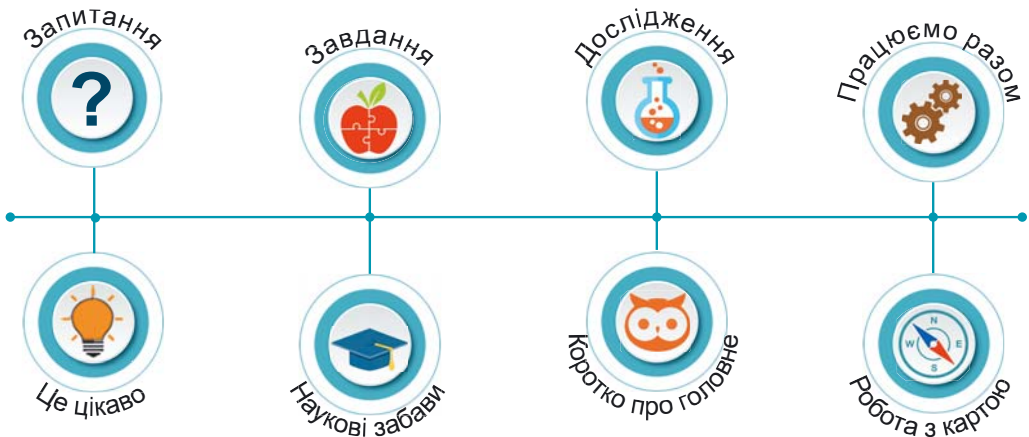 Запитання
Завдання
Дослідження
Працюємо разом
?
N
W E
S
Це цікаво
Наукові забави
Коротко про головне
Робота з картою